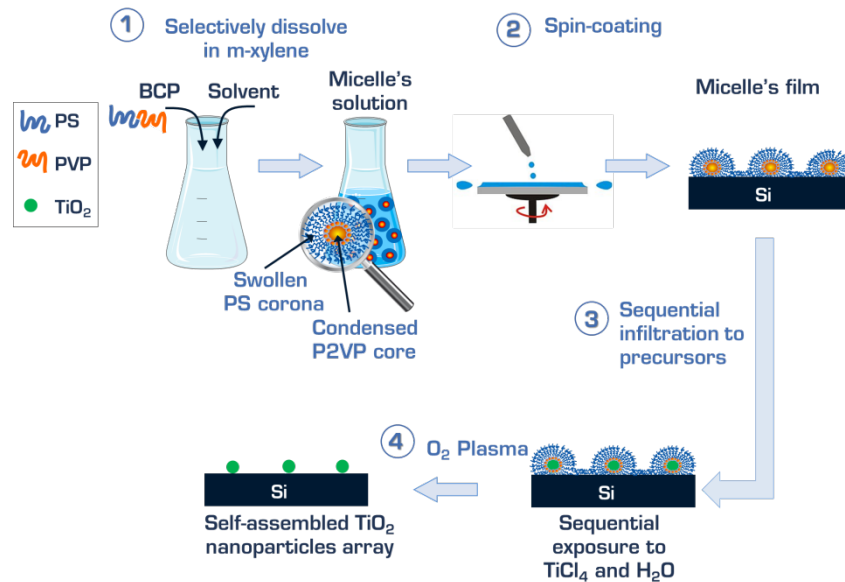 1
Selectively dissolve
in m-xylene
2
Spin-coating
PS
PVP
TiO₂
BCP
Solvent
Micelle's
solution
Swollen
PS corona
Condensed
P2VP core
Micelle's film
Si
3
Sequential
infiltration to
precursors
4
O₂ Plasma
Si
Self-assembled TiO₂
nanoparticles array
Si
Sequential
exposure to
TiCl₄ and H₂O